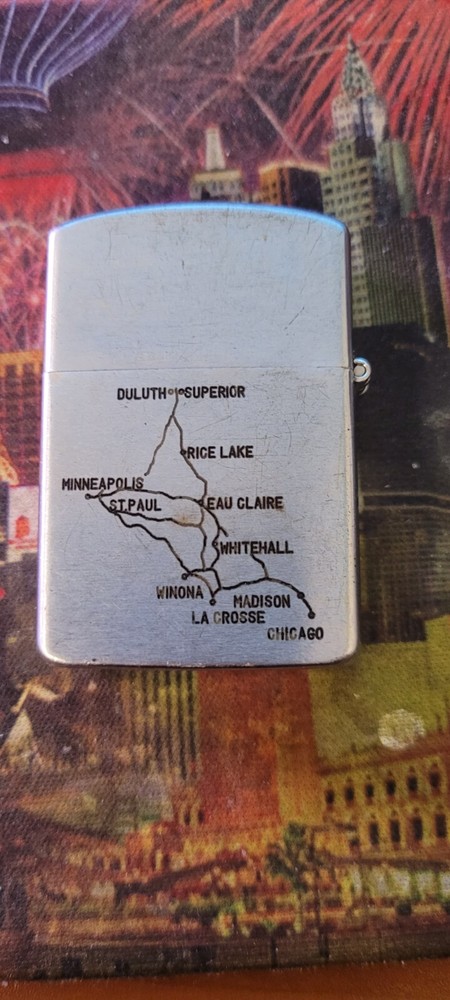 DULUTH SUPERIOR
RICE LAKE
MINNEAPOLIS
ST.PAUL EAU CLAIRE
WHITEHALL
WINONA MADISON
LA CROSSE
CHICAGO